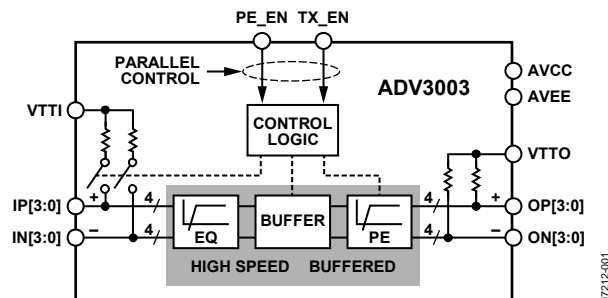 PE_EN TX_EN
PARALLEL
CONTROL
ADV3003
AVCC
AVEE
VTTI
CONTROL
LOGIC
VTTO
IP[3:0]
+
4
4
+
OP[3:0]
BUFFER
IN[3:0]
–
4
EQ
PE
4
–
ON[3:0]
HIGH SPEED BUFFERED
7212-001